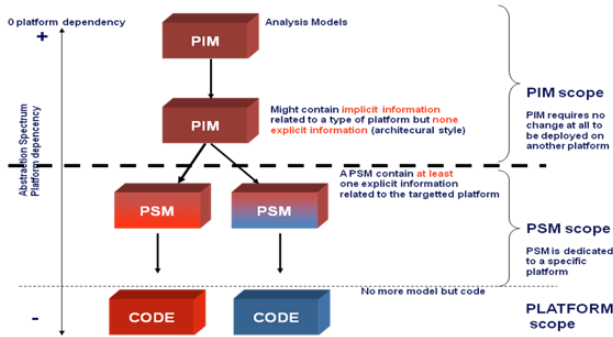 0 platform dependency
+
PIM
Analysis Models
Abstraction Spectrum
Platform depencency
PIM
Might contain implicit information
related to a type of platform but none
explicit information (architecural style)
PIM scope
PIM requires no
change at all to
be deployed on
another platform
A PSM contain at least
one explicit information
related to the targetted platform
PSM
PSM
PSM scope
PSM is dedicated
to a specific
platform
No more model but code
-
CODE
CODE
PLATFORM
scope